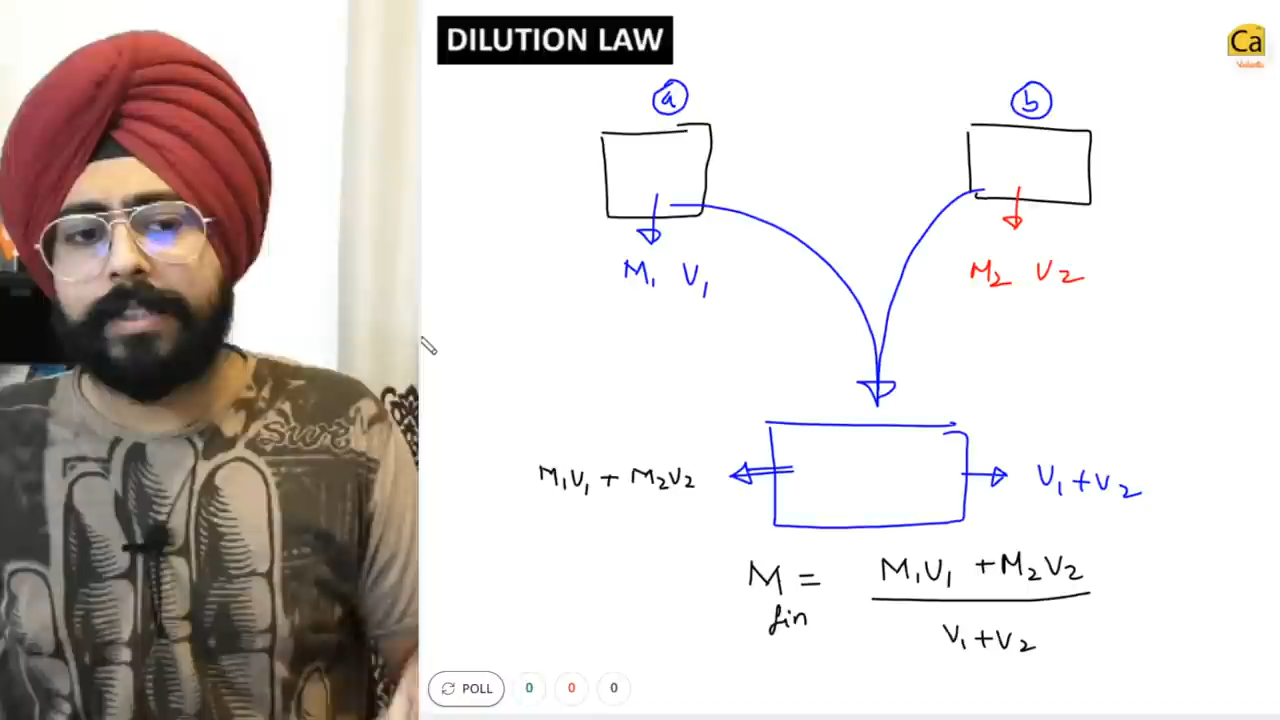 DILUTION LAW
Ca
Vedantu
a
b
M₁ V₁
M₂ V₂
M₁V₁ + M₂V₂
V₁ + V₂
M fin = M₁V₁ + M₂V₂
V₁ + V₂
POLL 0 0 0